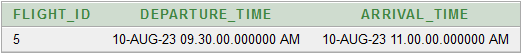 FLIGHT_ID DEPARTURE_TIME ARRIVAL_TIME
5 10-AUG-23 09.30.00.000000 AM 10-AUG-23 11.00.00.000000 AM